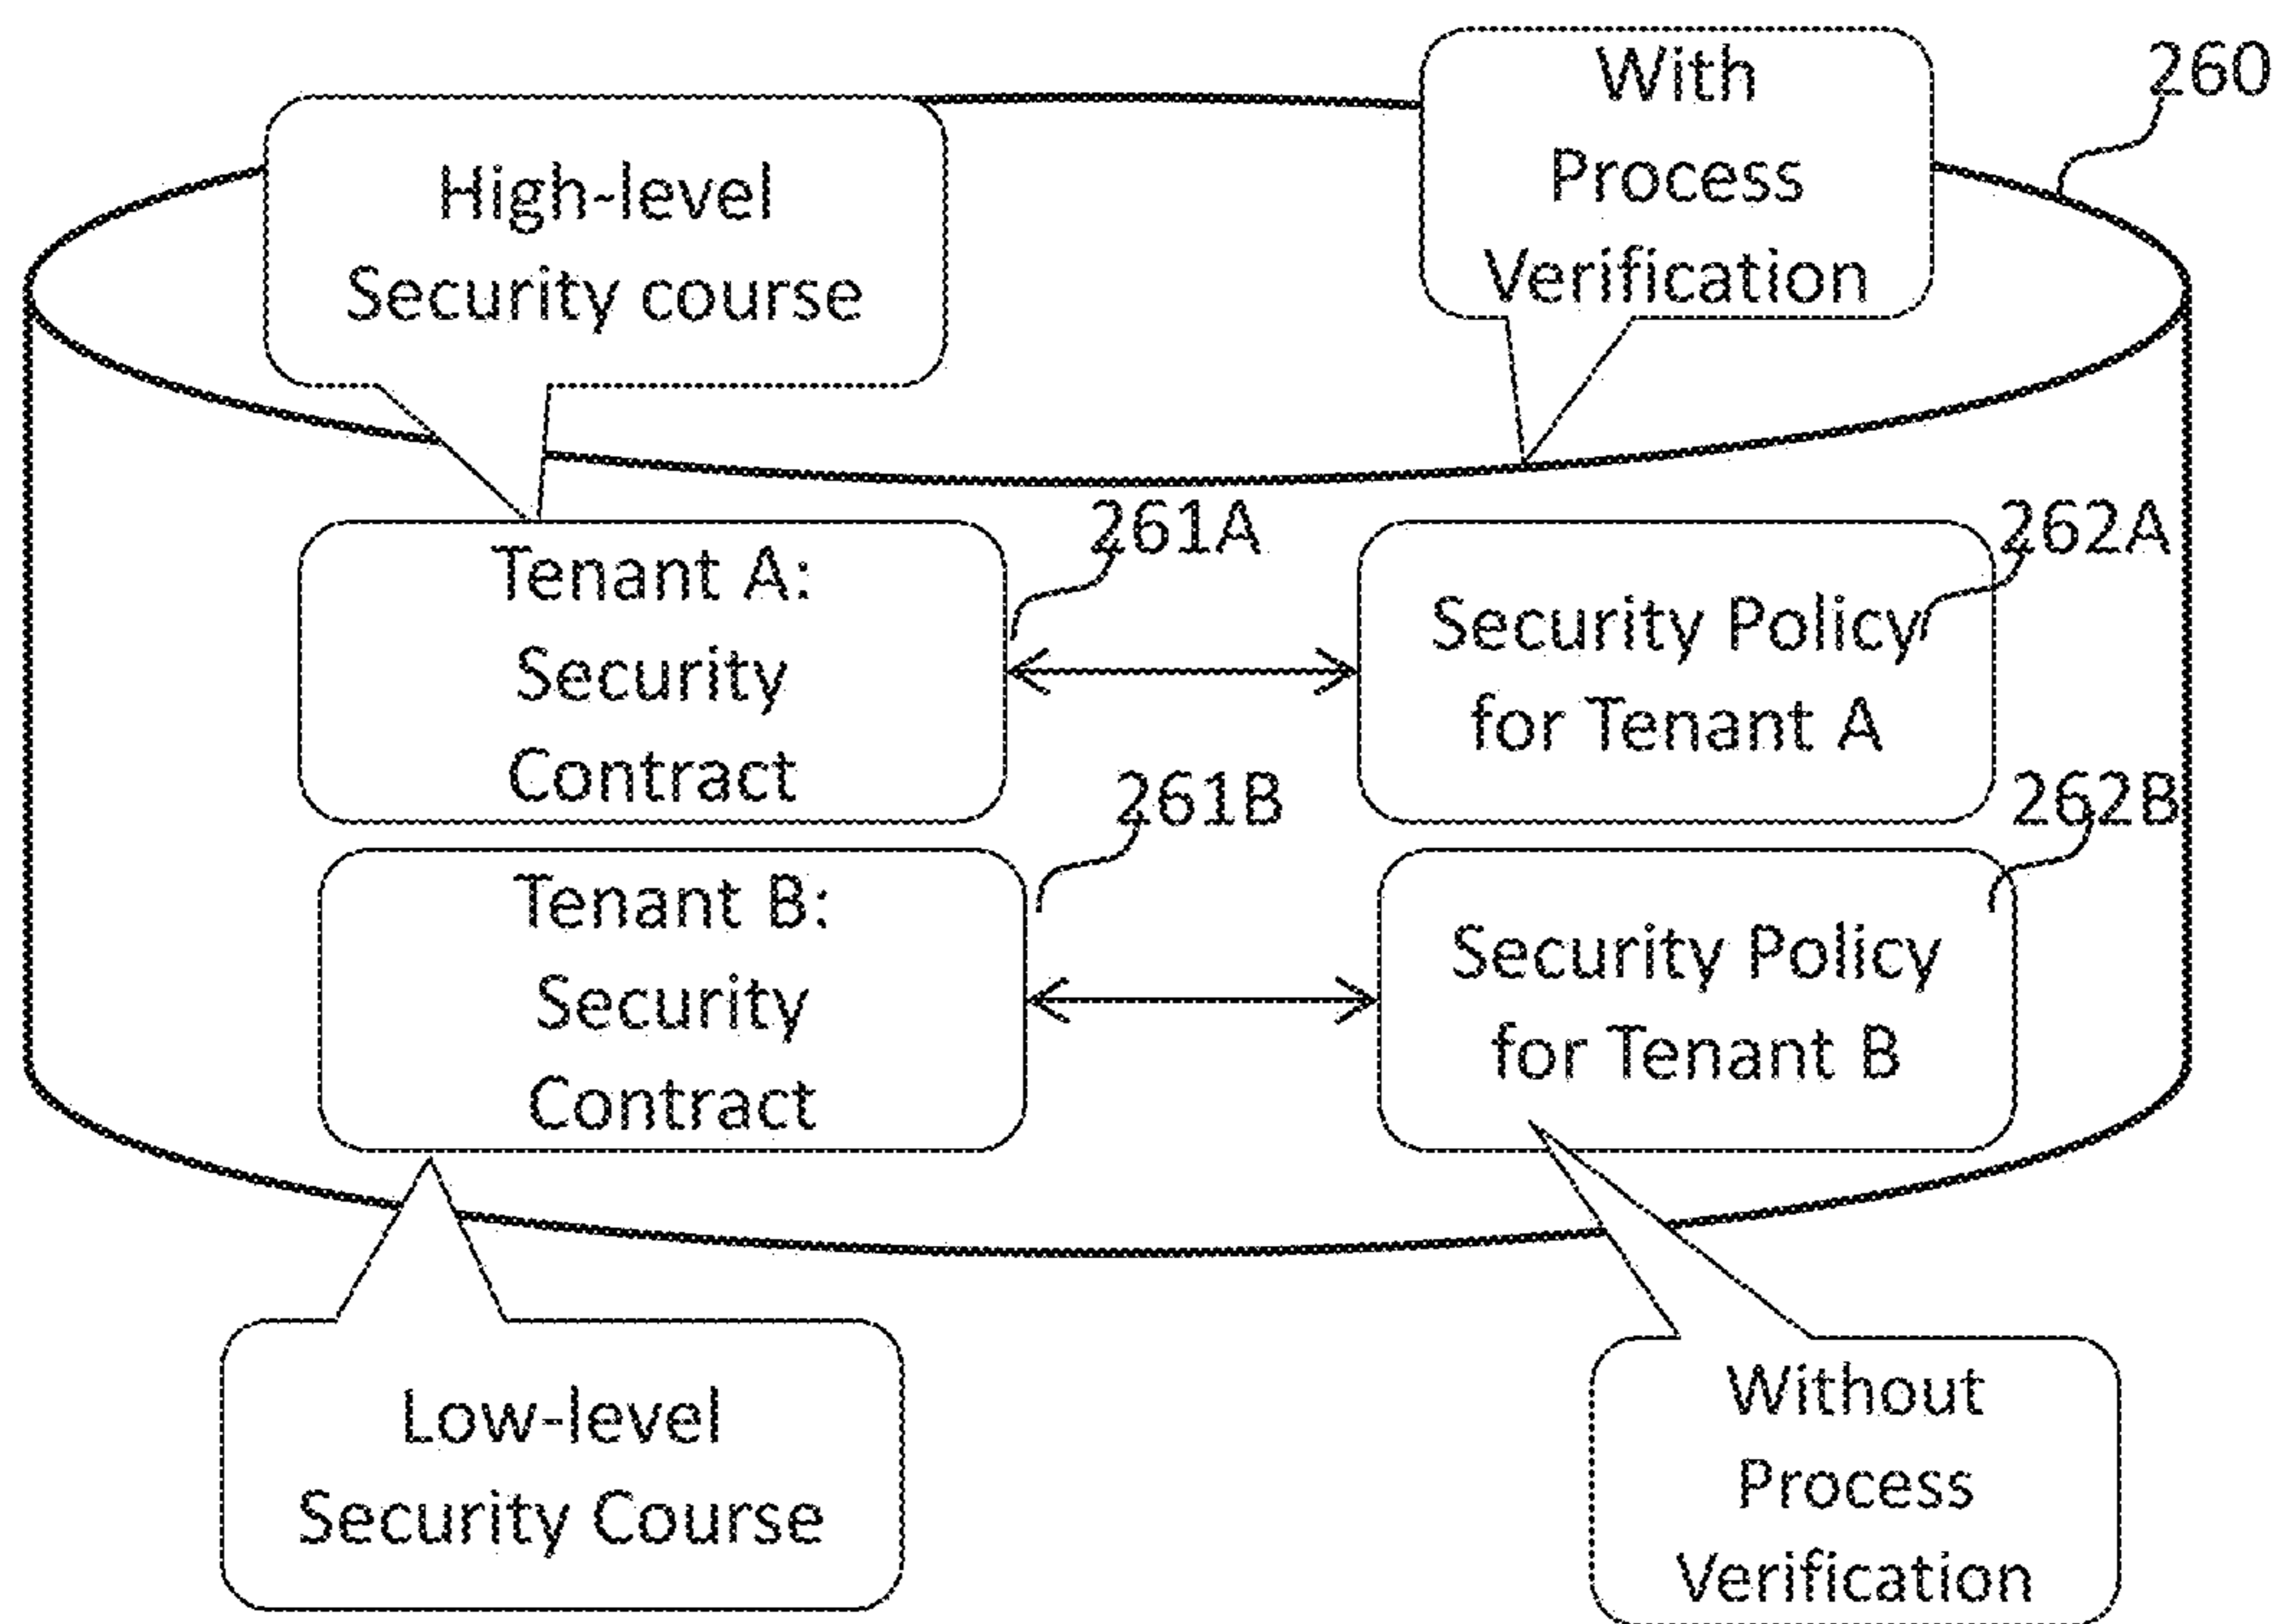 With
Process
Verification
260
High-level
Security course
261A
262A
Tenant A:
Security
Contract
Security Policy
for Tenant A
261B
262B
Tenant B:
Security
Contract
Security Policy
for Tenant B
Low-level
Security Course
Without
Process
Verification